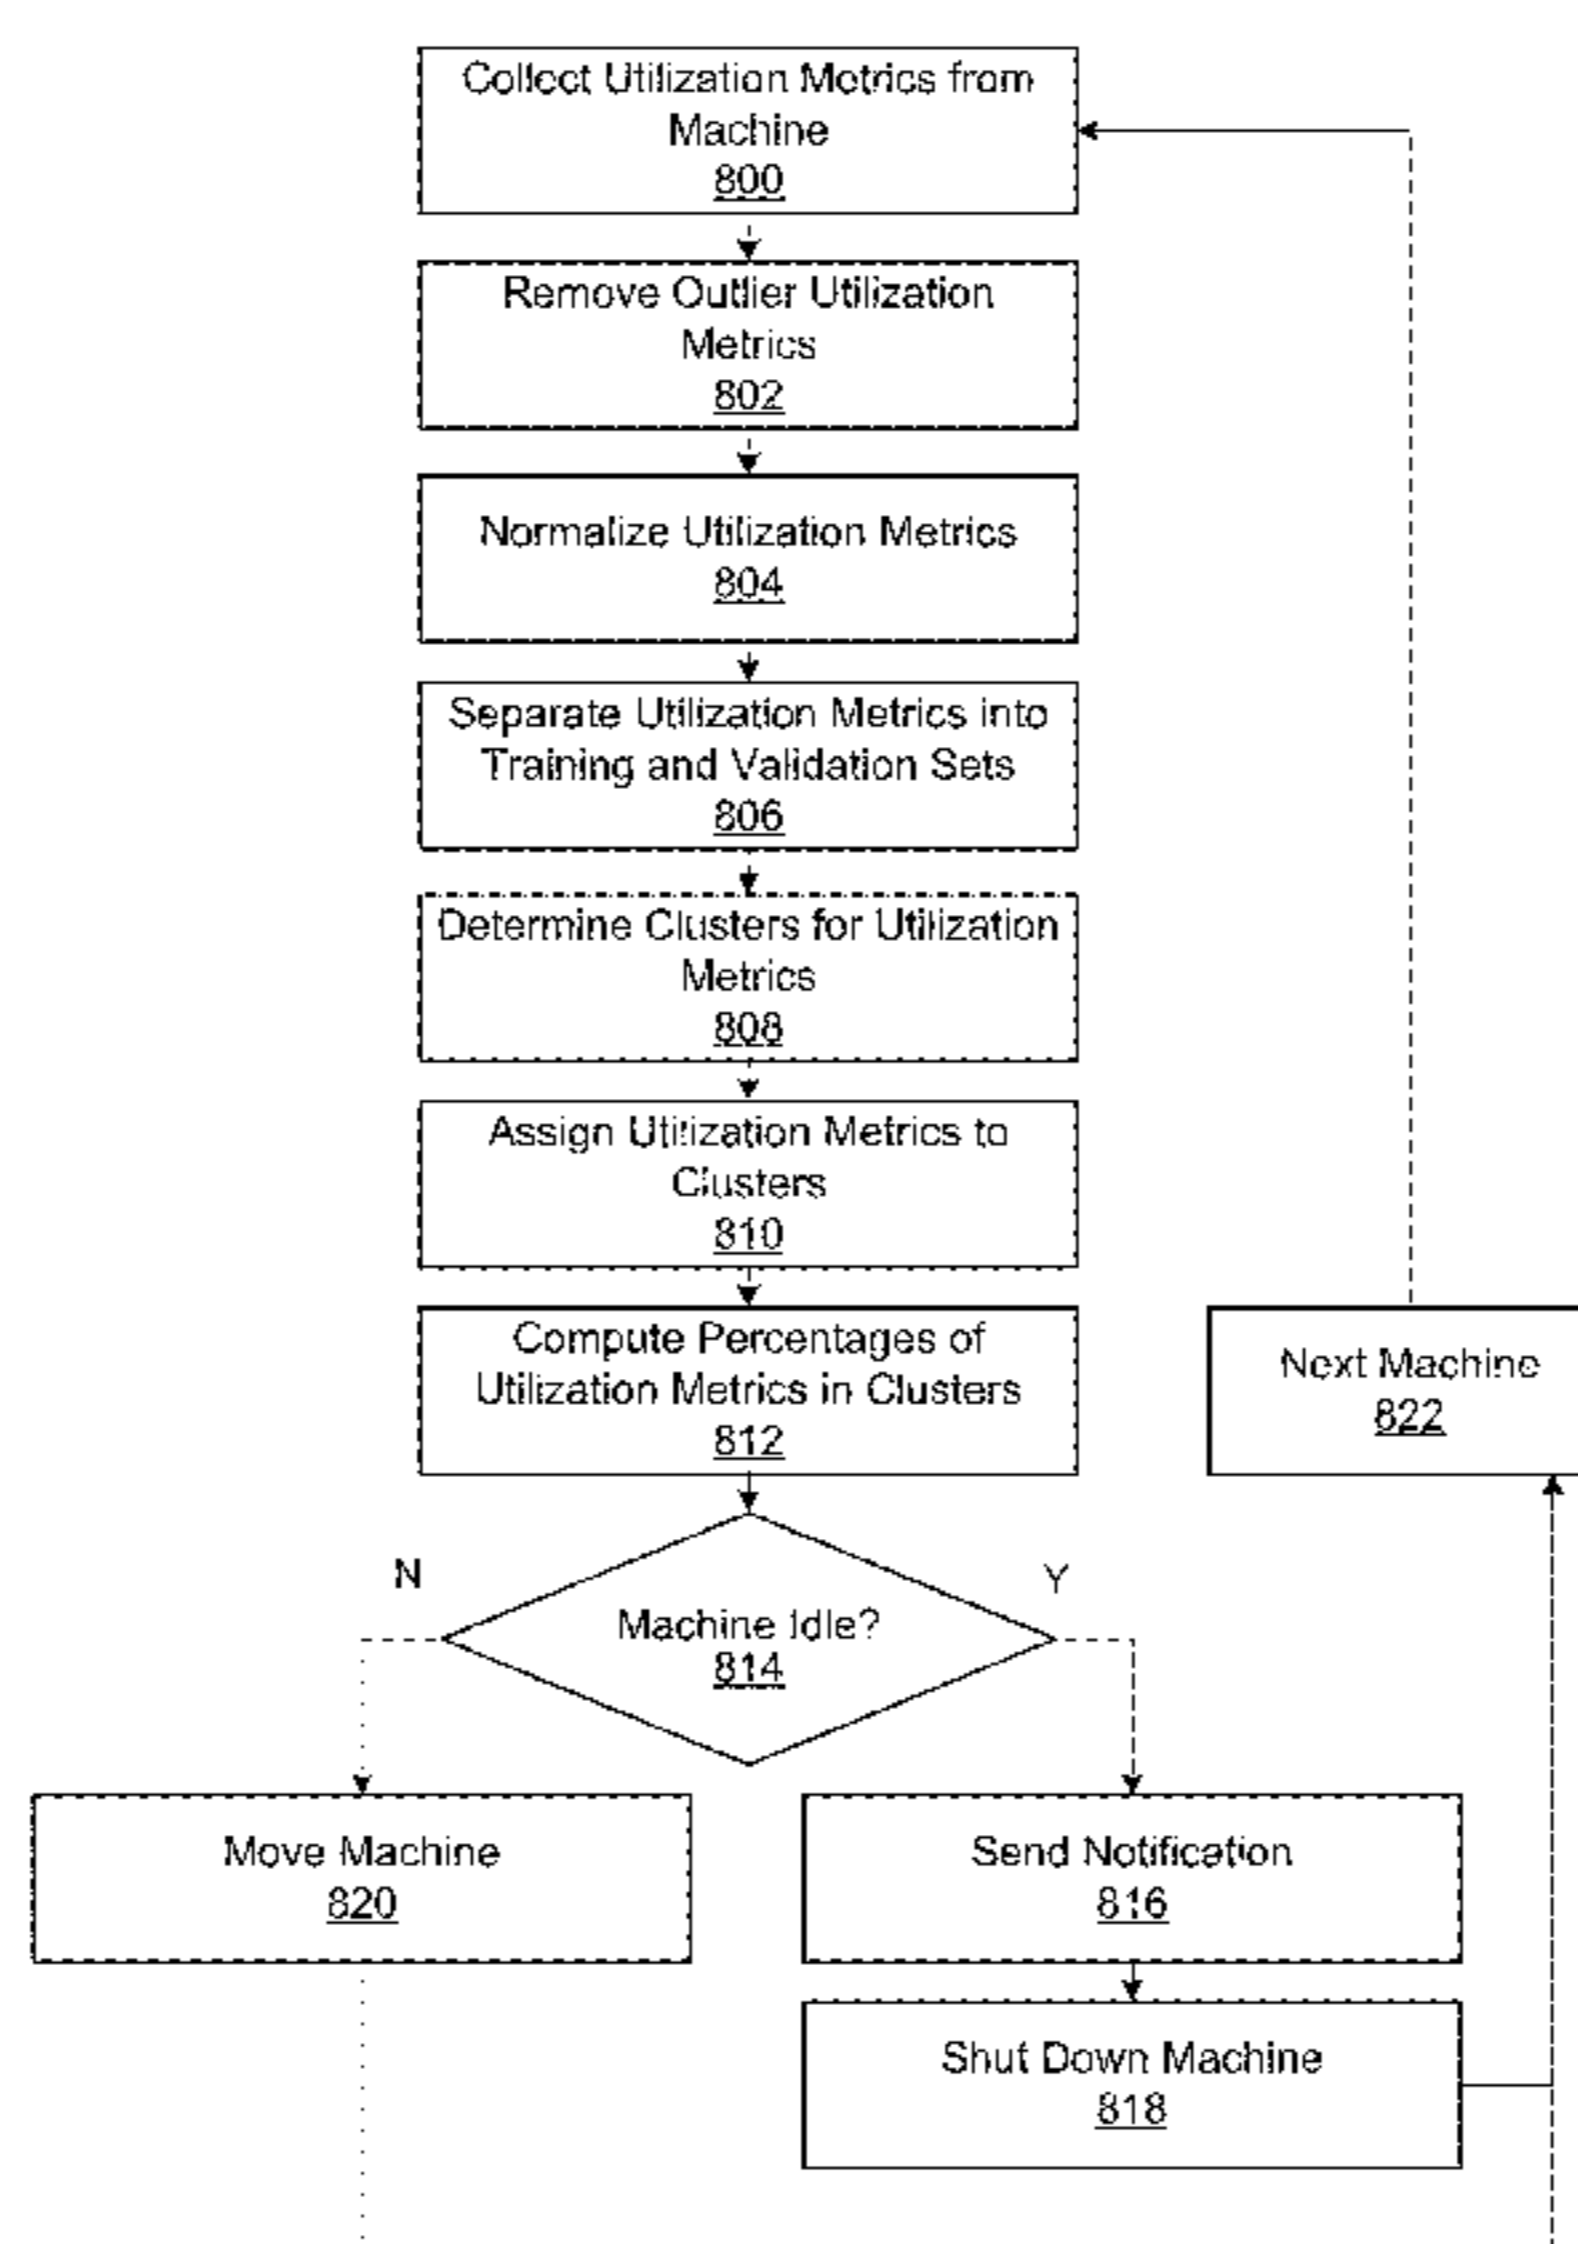 Collect Utilization Metrics from
Machine
800
Remove Outlier Utilization
Metrics
802
Normalize Utilization Metrics
804
Separate Utilization Metrics into
Training and Validation Sets
806
Determine Clusters for Utilization
Metrics
808
Assign Utilization Metrics to
Clusters
810
Compute Percentages of
Utilization Metrics in Clusters
812
Next Machine
822
N
Y
Machine Idle?
814
Move Machine
820
Send Notification
816
Shut Down Machine
818